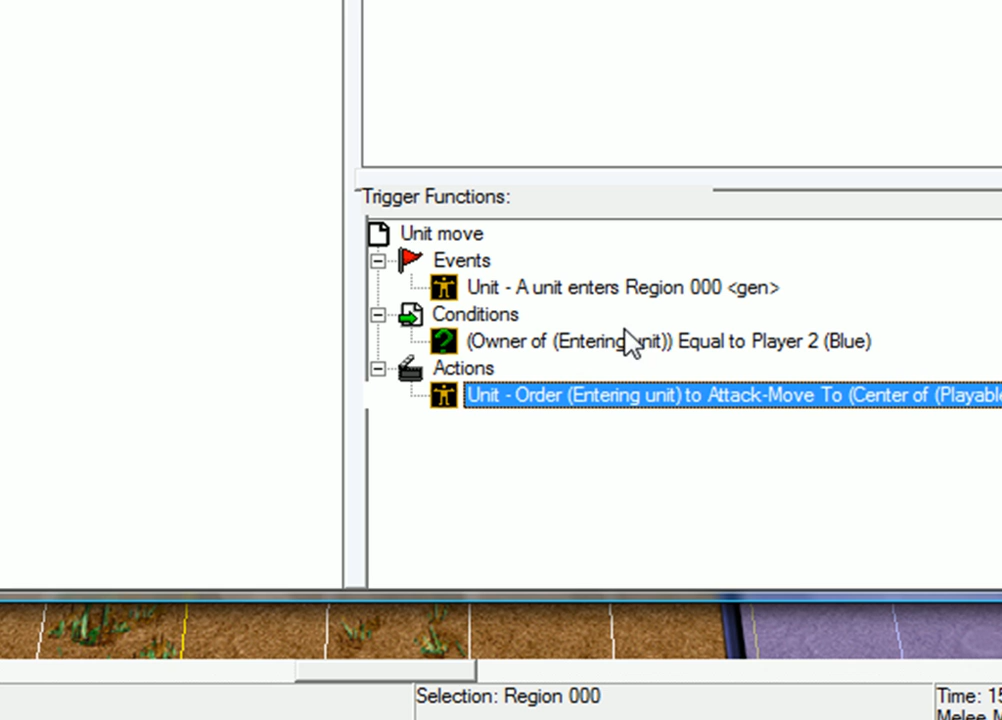 Trigger Functions:
Unit move
Events
Unit - A unit enters Region 000 <gen>
Conditions
(Owner of (Entering unit)) Equal to Player 2 (Blue)
Actions
Unit - Order (Entering unit) to Attack-Move To (Center of (Playable
Selection: Region 000
Time: 15
Melee